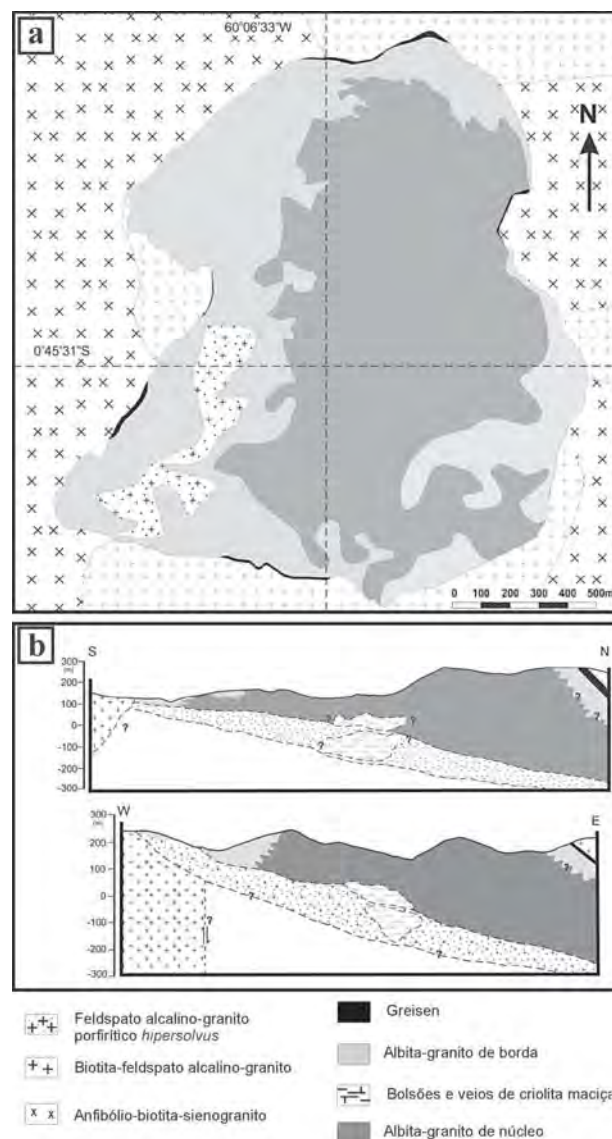 a
60°06'33"W
N
0°45'31"S
0 100 200 300 400 500m
b
S N
300
(m)
200
100
0
-100
-200
-300
? ? ? ? ? ? ?
W E
300
(m)
200
100
0
-100
-200
-300
? ? ?
Feldspato alcalino-granito
porfirítico hipersolvus
Biotita-feldspato alcalino-granito
Anfibólio-biotita-sienogranito
Greisen
Albita-granito de borda
Bolsões e veios de criolita maciça
Albita-granito de núcleo